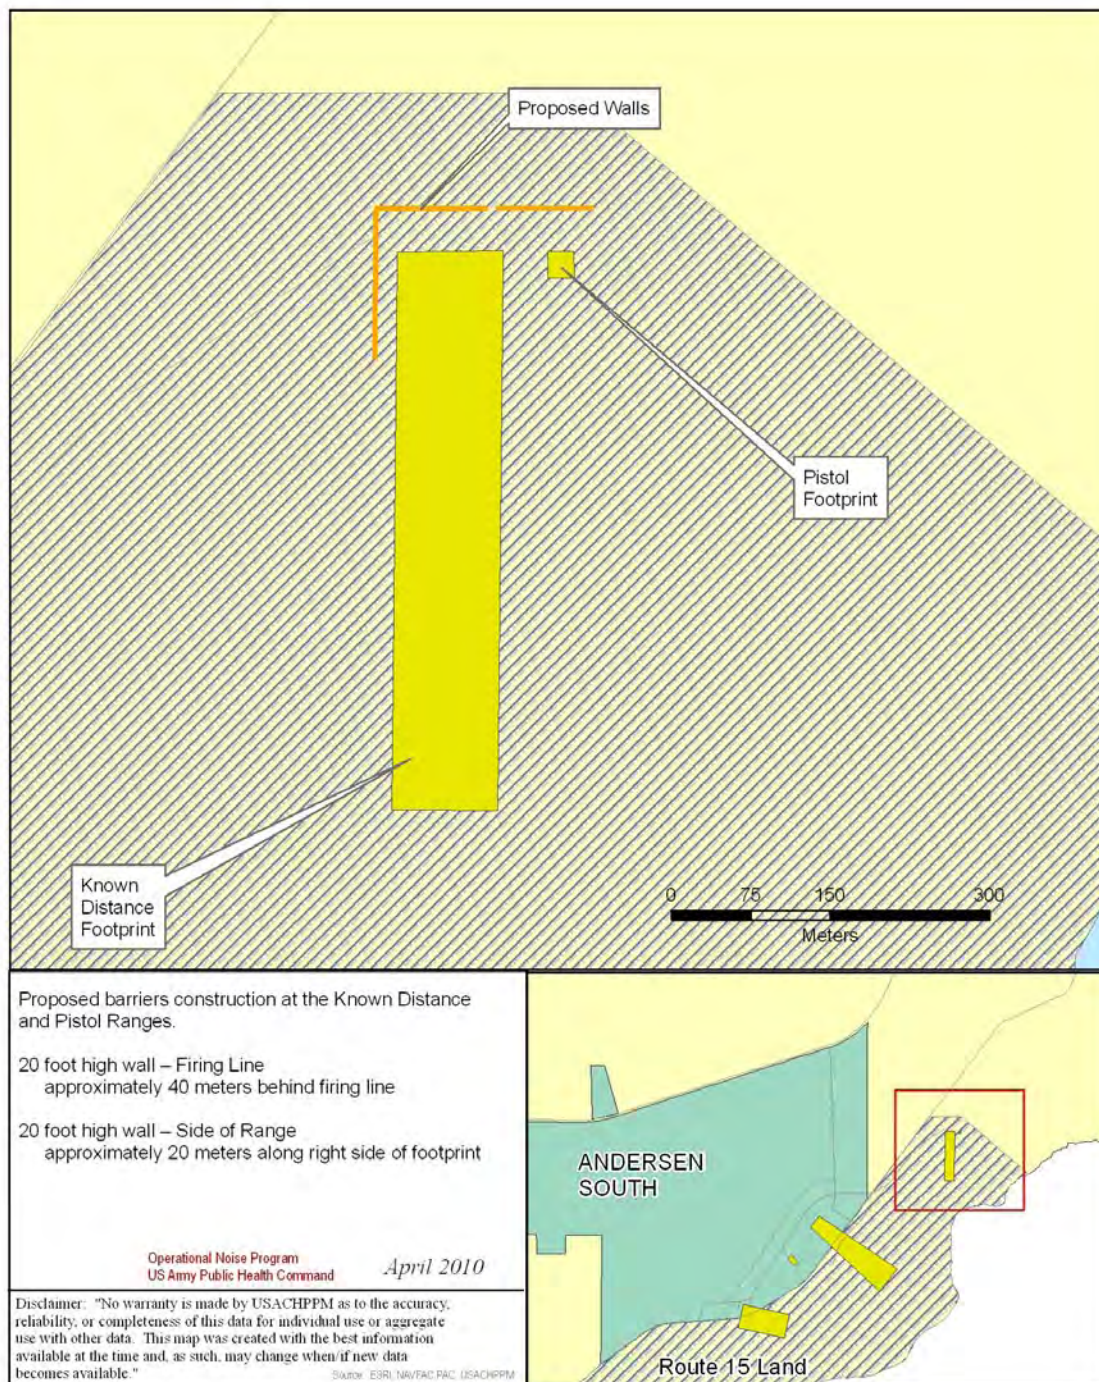 Proposed Walls
Pistol
Footprint
Known
Distance
Footprint
0 75 150 300
Meters
Proposed barriers construction at the Known Distance
and Pistol Ranges.
20 foot high wall – Firing Line
approximately 40 meters behind firing line
20 foot high wall – Side of Range
approximately 20 meters along right side of footprint
Operational Noise Program
US Army Public Health Command
April 2010
Disclaimer: "No warranty is made by USACHPPM as to the accuracy,
reliability, or completeness of this data for individual use or aggregate
use with other data. This map was created with the best information
available at the time and, as such, may change when/if new data
becomes available."
Source: ESRI, NAVFAC PAC, USACHPPM
ANDERSEN
SOUTH
Route 15 Land